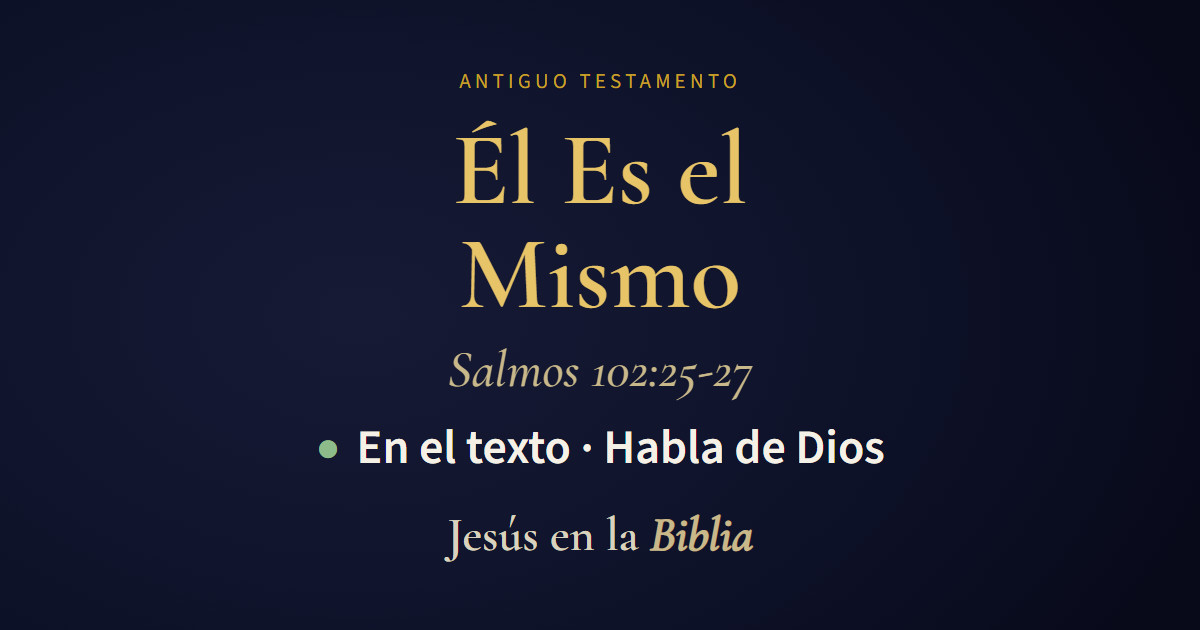 ANTIGUO TESTAMENTO
Él Es el
Mismo
Salmos 102:25-27
En el texto · Habla de Dios
Jesús en la Biblia